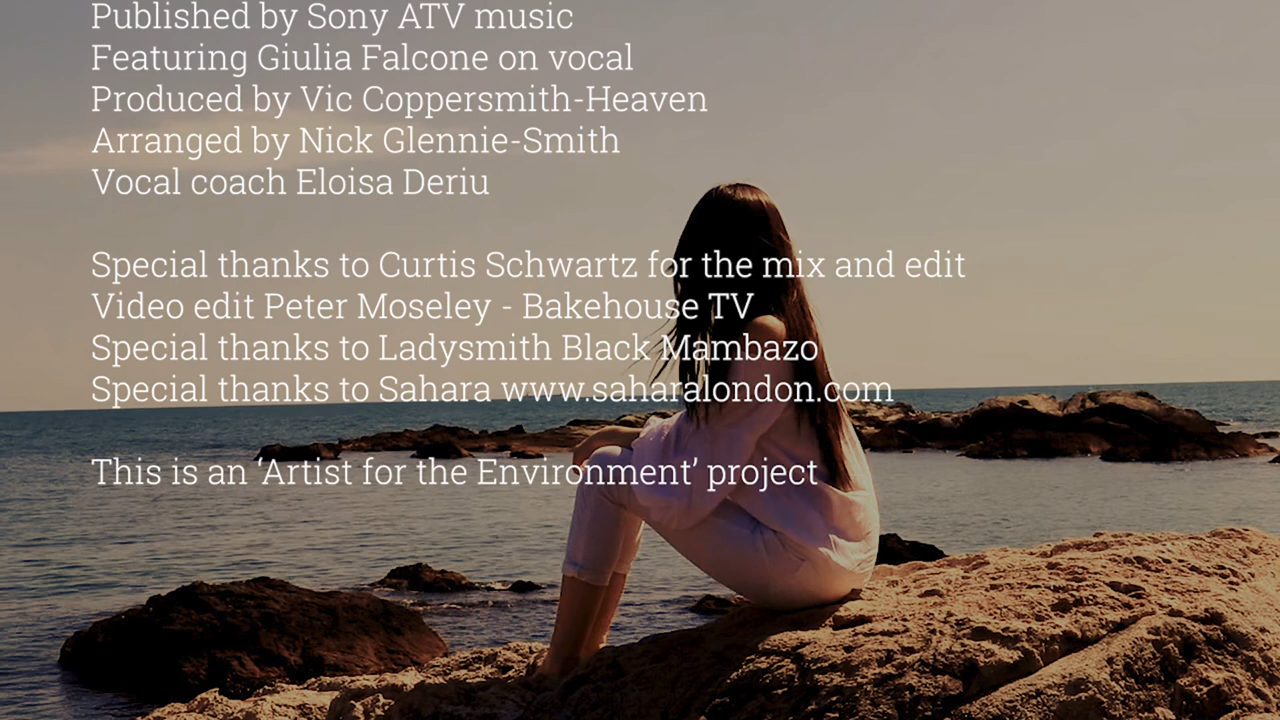 Published by Sony ATV music
Featuring Giulia Falcone on vocal
Produced by Vic Coppersmith-Heaven
Arranged by Nick Glennie-Smith
Vocal coach Eloisa Deriu
Special thanks to Curtis Schwartz for the mix and edit
Video edit Peter Moseley - Bakehouse TV
Special thanks to Ladysmith Black Mambazo
Special thanks to Sahara www.saharalondon.com
This is an ‘Artist for the Environment’ project